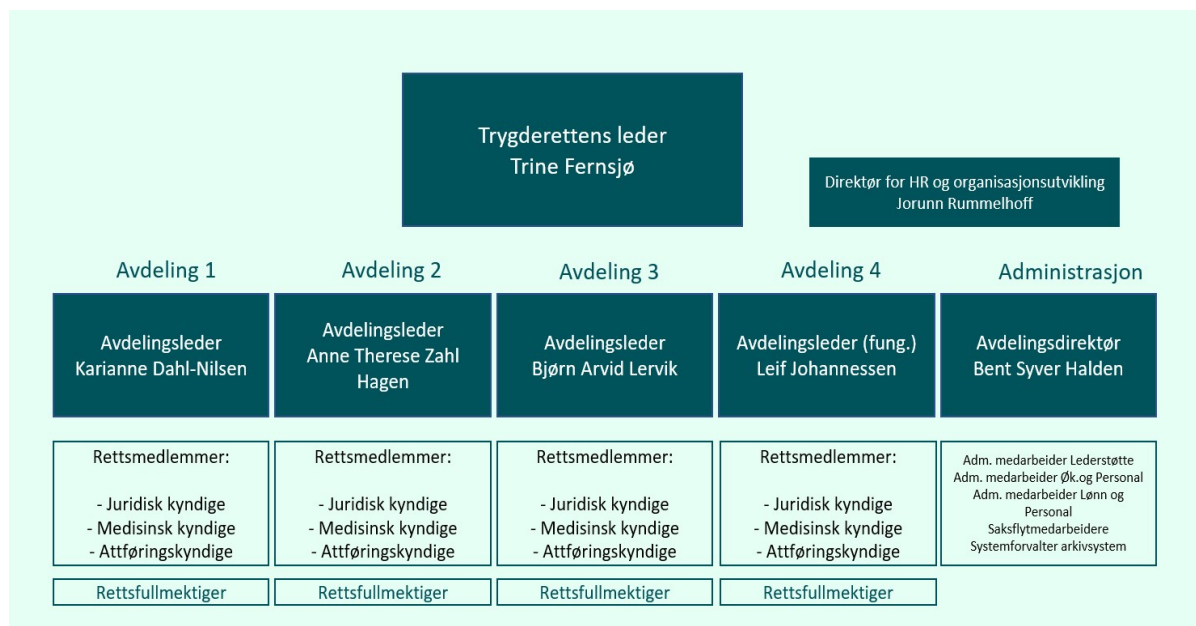 Trygderettens leder
Trine Fernsjø
Direktør for HR og organisasjonsutvikling
Jorunn Rummelhoff
Avdeling 1
Avdelingsleder
Karianne Dahl-Nilsen
Rettsmedlemmer:
- Juridisk kyndige
- Medisinsk kyndige
- Attføringskyndige
Rettsfullmektiger
Avdeling 2
Avdelingsleder
Anne Therese Zahl
Hagen
Rettsmedlemmer:
- Juridisk kyndige
- Medisinsk kyndige
- Attføringskyndige
Rettsfullmektiger
Avdeling 3
Avdelingsleder
Bjørn Arvid Lervik
Rettsmedlemmer:
- Juridisk kyndige
- Medisinsk kyndige
- Attføringskyndige
Rettsfullmektiger
Avdeling 4
Avdelingsleder (fung.)
Leif Johannessen
Rettsmedlemmer:
- Juridisk kyndige
- Medisinsk kyndige
- Attføringskyndige
Rettsfullmektiger
Administrasjon
Avdelingsdirektør
Bent Syver Halden
Adm. medarbeider Lederstøtte
Adm. medarbeider Øk.og Personal
Adm. medarbeider Lønn og
Personal
Saksflytmedarbeidere
Systemforvalter arkivsystem